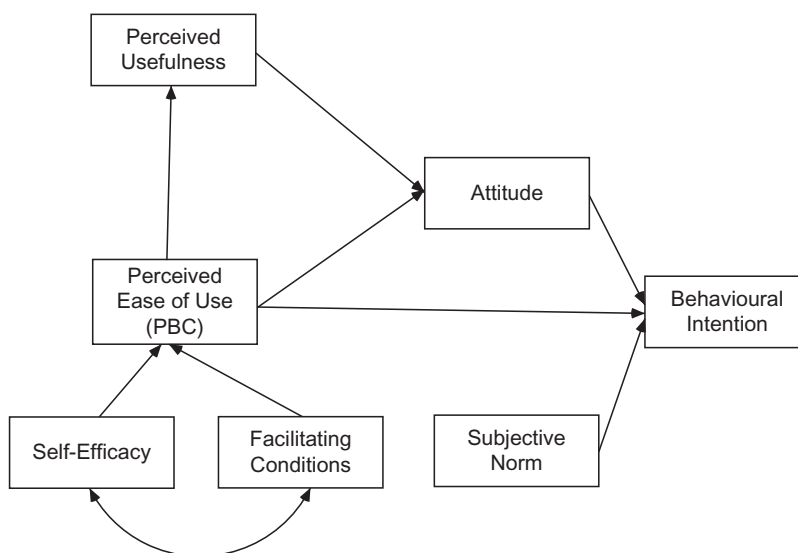 Perceived
Usefulness
Attitude
Perceived
Ease of Use
(PBC)
Behavioural
Intention
Self-Efficacy
Facilitating
Conditions
Subjective
Norm